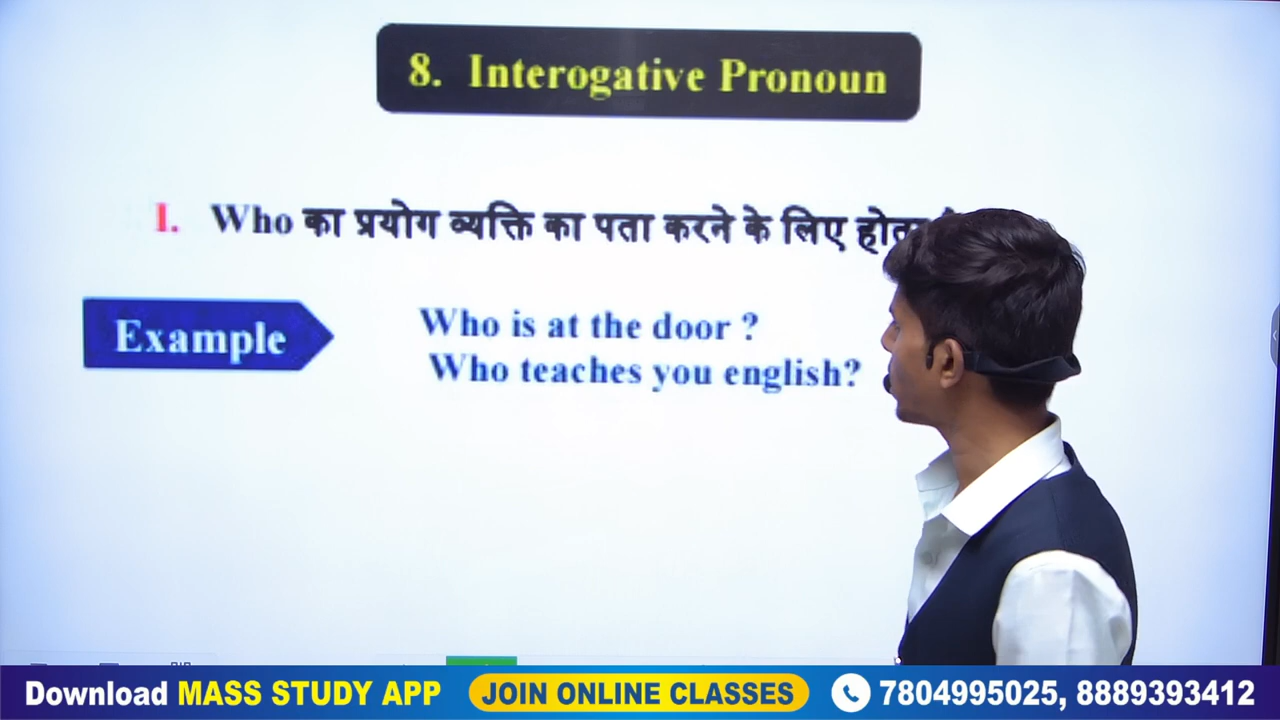 8. Interogative Pronoun
I. Who का प्रयोग व्यक्ति का पता करने के लिए
Example
Who is at the door ?
Who teaches you english?
Download MASS STUDY APP JOIN ONLINE CLASSES 7804995025, 8889393412